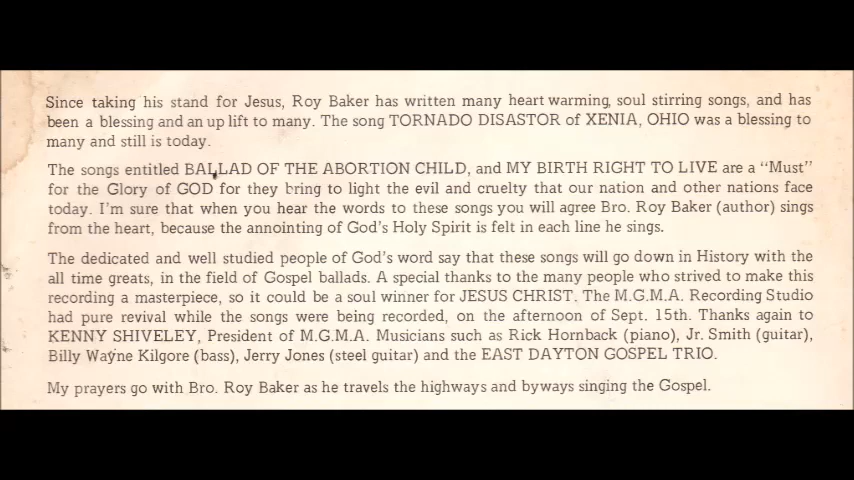 Since taking his stand for Jesus, Roy Baker has written many heart warming, soul stirring songs, and has
been a blessing and an up lift to many. The song TORNADO DISASTOR of XENIA, OHIO was a blessing to
many and still is today.
The songs entitled BALLAD OF THE ABORTION CHILD, and MY BIRTH RIGHT TO LIVE are a “Must”
for the Glory of GOD for they bring to light the evil and cruelty that our nation and other nations face
today. I'm sure that when you hear the words to these songs you will agree Bro. Roy Baker (author) sings
from the heart, because the annointing of God's Holy Spirit is felt in each line he sings.
The dedicated and well studied people of God's word say that these songs will go down in History with the
all time greats, in the field of Gospel ballads. A special thanks to the many people who strived to make this
recording a masterpiece, so it could be a soul winner for JESUS CHRIST. The M.G.M.A. Recording Studio
had pure revival while the songs were being recorded, on the afternoon of Sept. 15th. Thanks again to
KENNY SHIVELEY, President of M.G.M.A. Musicians such as Rick Hornback (piano), Jr. Smith (guitar),
Billy Wayne Kilgore (bass), Jerry Jones (steel guitar) and the EAST DAYTON GOSPEL TRIO.
My prayers go with Bro. Roy Baker as he travels the highways and byways singing the Gospel.